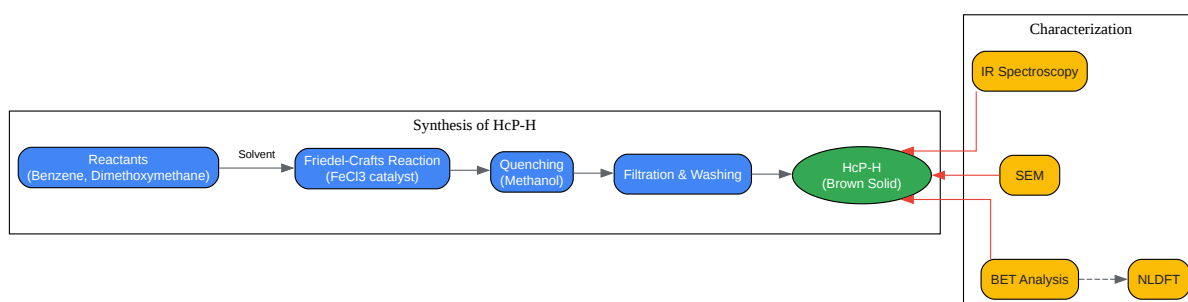 Characterization
IR Spectroscopy
Synthesis of HcP-H
Reactants
(Benzene, Dimethoxymethane)
Solvent
Friedel-Crafts Reaction
(FeCl3 catalyst)
Quenching
(Methanol)
Filtration & Washing
HcP-H
(Brown Solid)
SEM
BET Analysis
NLDFT